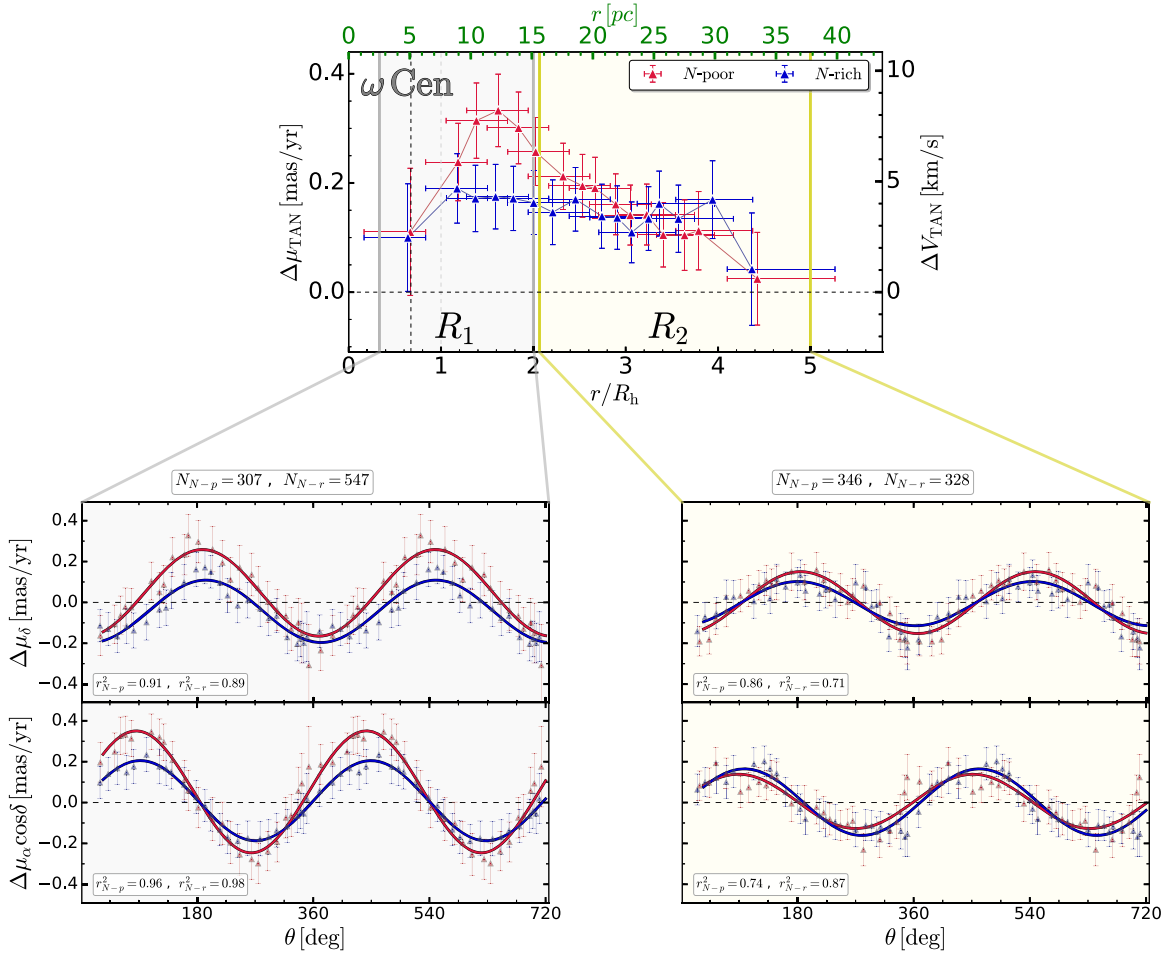 r [pc]
0 5 10 15 20 25 30 35 40
ω Cen
N-poor N-rich
0.4
0.2
0.0
Δμ_TAN [mas/yr]
10
5
0
ΔV_TAN [km/s]
R₁ R₂
0 1 2 3 4 5
r/R_h
N_{N−p} = 307 , N_{N−r} = 547
N_{N−p} = 346 , N_{N−r} = 328
Δμ_δ [mas/yr]
0.4
0.2
0.0
−0.2
−0.4
r²_{N−p} = 0.91 , r²_{N−r} = 0.89
r²_{N−p} = 0.86 , r²_{N−r} = 0.71
Δμ_α cosδ [mas/yr]
0.4
0.2
0.0
−0.2
−0.4
r²_{N−p} = 0.96 , r²_{N−r} = 0.98
r²_{N−p} = 0.74 , r²_{N−r} = 0.87
180 360 540 720
180 360 540 720
θ [deg]
θ [deg]